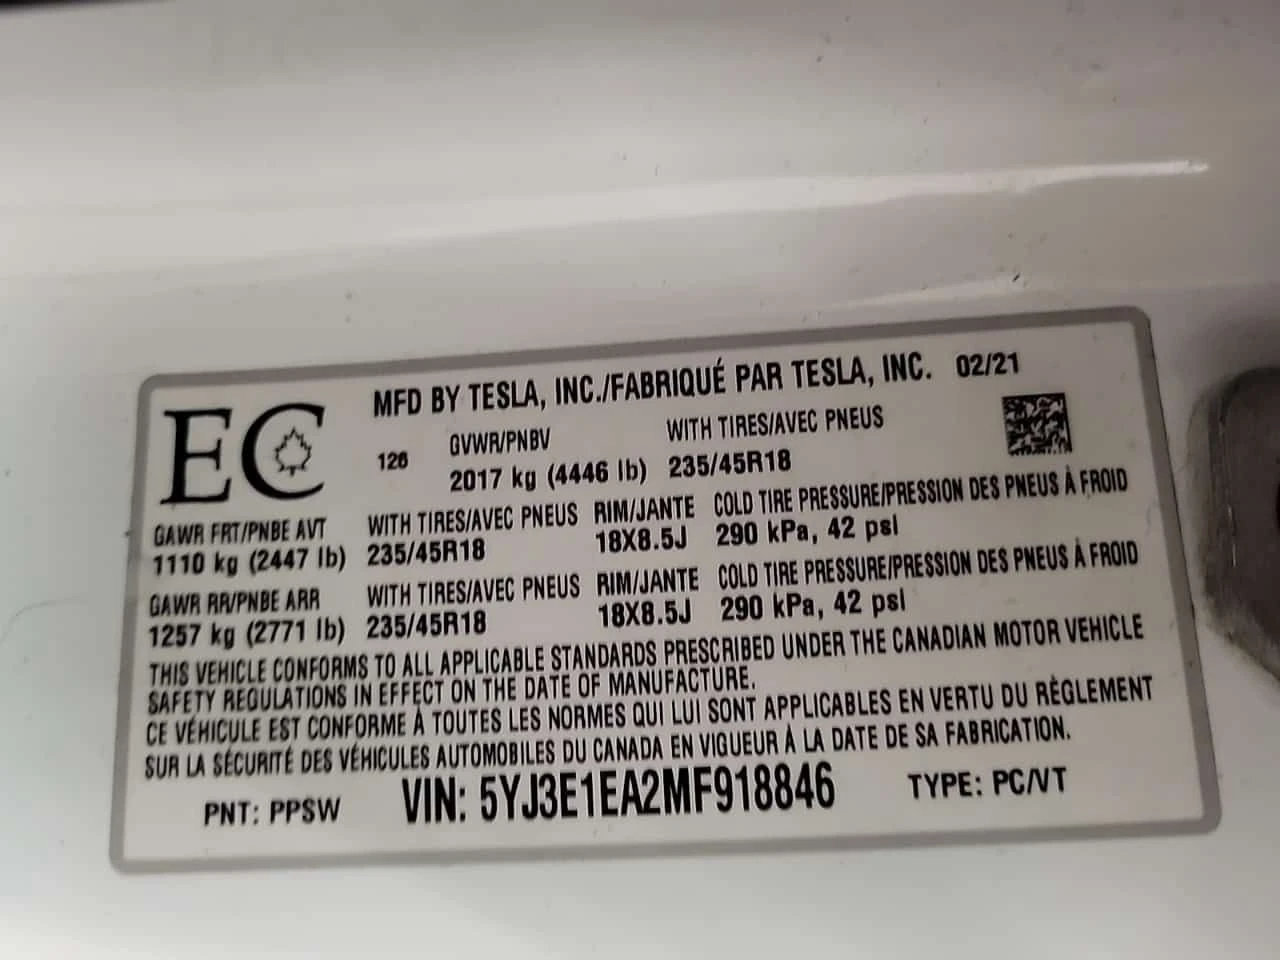 MFD BY TESLA, INC./FABRIQUÉ PAR TESLA, INC. 02/21
EC
126 GVWR/PNBV WITH TIRES/AVEC PNEUS
2017 kg (4446 lb) 235/45R18
GAWR FRT/PNBE AVT WITH TIRES/AVEC PNEUS RIM/JANTE COLD TIRE PRESSURE/PRESSION DES PNEUS À FROID
1110 kg (2447 lb) 235/45R18 18X8.5J 290 kPa, 42 psi
GAWR RR/PNBE ARR WITH TIRES/AVEC PNEUS RIM/JANTE COLD TIRE PRESSURE/PRESSION DES PNEUS À FROID
1257 kg (2771 lb) 235/45R18 18X8.5J 290 kPa, 42 psi
THIS VEHICLE CONFORMS TO ALL APPLICABLE STANDARDS PRESCRIBED UNDER THE CANADIAN MOTOR VEHICLE
SAFETY REGULATIONS IN EFFECT ON THE DATE OF MANUFACTURE.
CE VÉHICULE EST CONFORME À TOUTES LES NORMES QUI LUI SONT APPLICABLES EN VERTU DU RÈGLEMENT
SUR LA SÉCURITÉ DES VÉHICULES AUTOMOBILES DU CANADA EN VIGUEUR À LA DATE DE SA FABRICATION.
PNT: PPSW VIN: 5YJ3E1EA2MF918846 TYPE: PC/VT